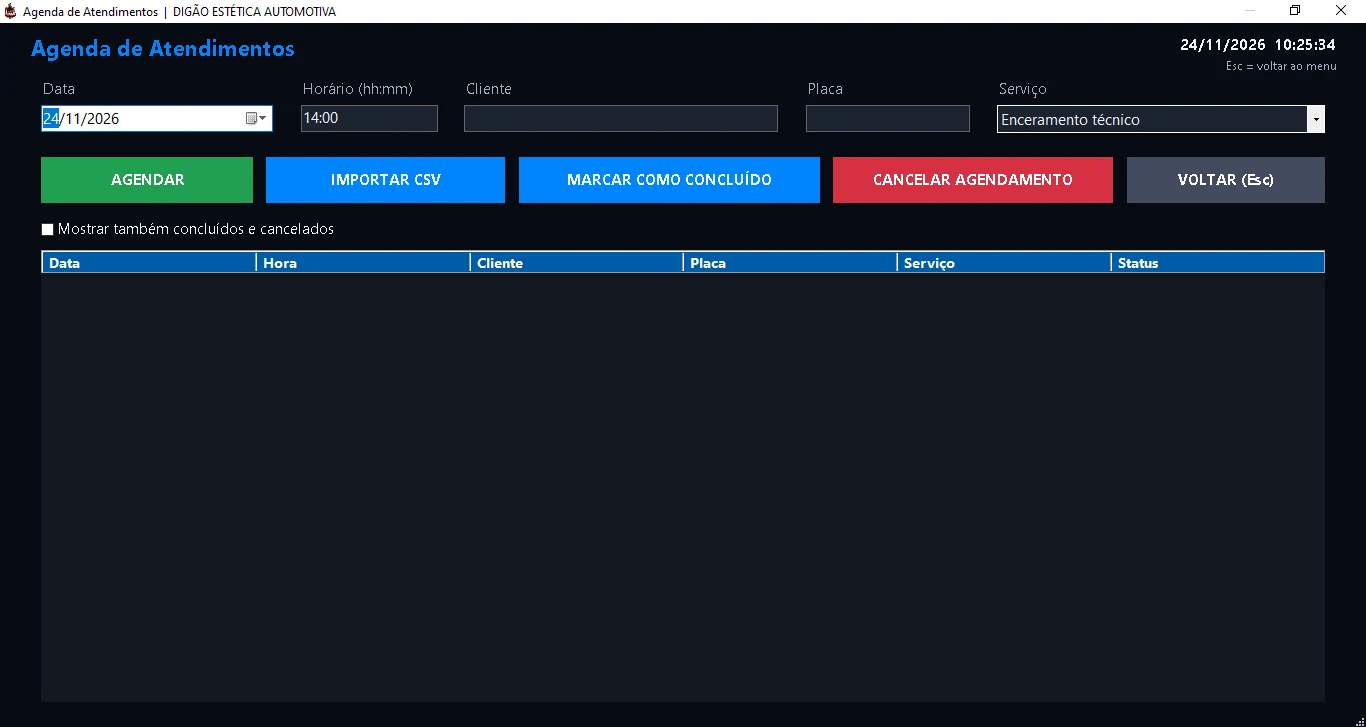 Agenda de Atendimentos | DIGÃO ESTÉTICA AUTOMOTIVA
Agenda de Atendimentos
24/11/2026 10:25:34
Esc = voltar ao menu
Data Horário (hh:mm) Cliente Placa Serviço
24/11/2026 14:00 Enceramento técnico
AGENDAR IMPORTAR CSV MARCAR COMO CONCLUÍDO CANCELAR AGENDAMENTO VOLTAR (Esc)
Mostrar também concluídos e cancelados
Data Hora Cliente Placa Serviço Status